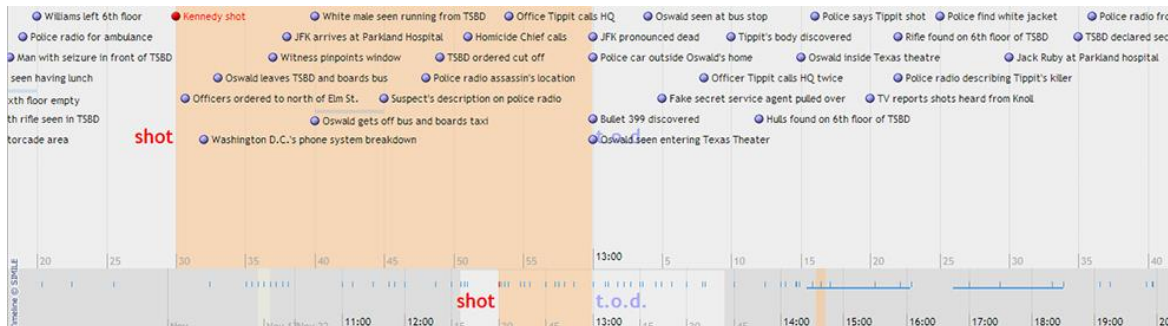 Williams left 6th floor
Kennedy shot
White male seen running from TSBD
Office Tippit calls HQ
Oswald seen at bus stop
Police says Tippit shot
Police find white jacket
Police radio fro
Police radio for ambulance
JFK arrives at Parkland Hospital
Homicide Chief calls
JFK pronounced dead
Tippit's body discovered
Rifle found on 6th floor of TSBD
TSBD declared sec
Man with seizure in front of TSBD
Witness pinpoints window
TSBD ordered cut off
Police car outside Oswald's home
Oswald inside Texas theatre
Jack Ruby at Parkland hospital
seen having lunch
Oswald leaves TSBD and boards bus
Police radio assassin's location
Officer Tippit calls HQ twice
Police radio describing Tippit's killer
xth floor empty
Officers ordered to north of Elm St.
Suspect's description on police radio
Fake secret service agent pulled over
TV reports shots heard from Knoll
th rifle seen in TSBD
Oswald gets off bus and boards taxi
Bullet 399 discovered
Hulls found on 6th floor of TSBD
torcade area
shot
Washington D.C.'s phone system breakdown
t.o.d.
Oswald seen entering Texas Theater
20 25 30 35 40 45 50 55 13:00 5 10 15 20 25 30 35 40
Timeline © SIMILE
shot
t.o.d.
11:00 12:00 13:00 14:00 15:00 16:00 17:00 18:00 19:00 20